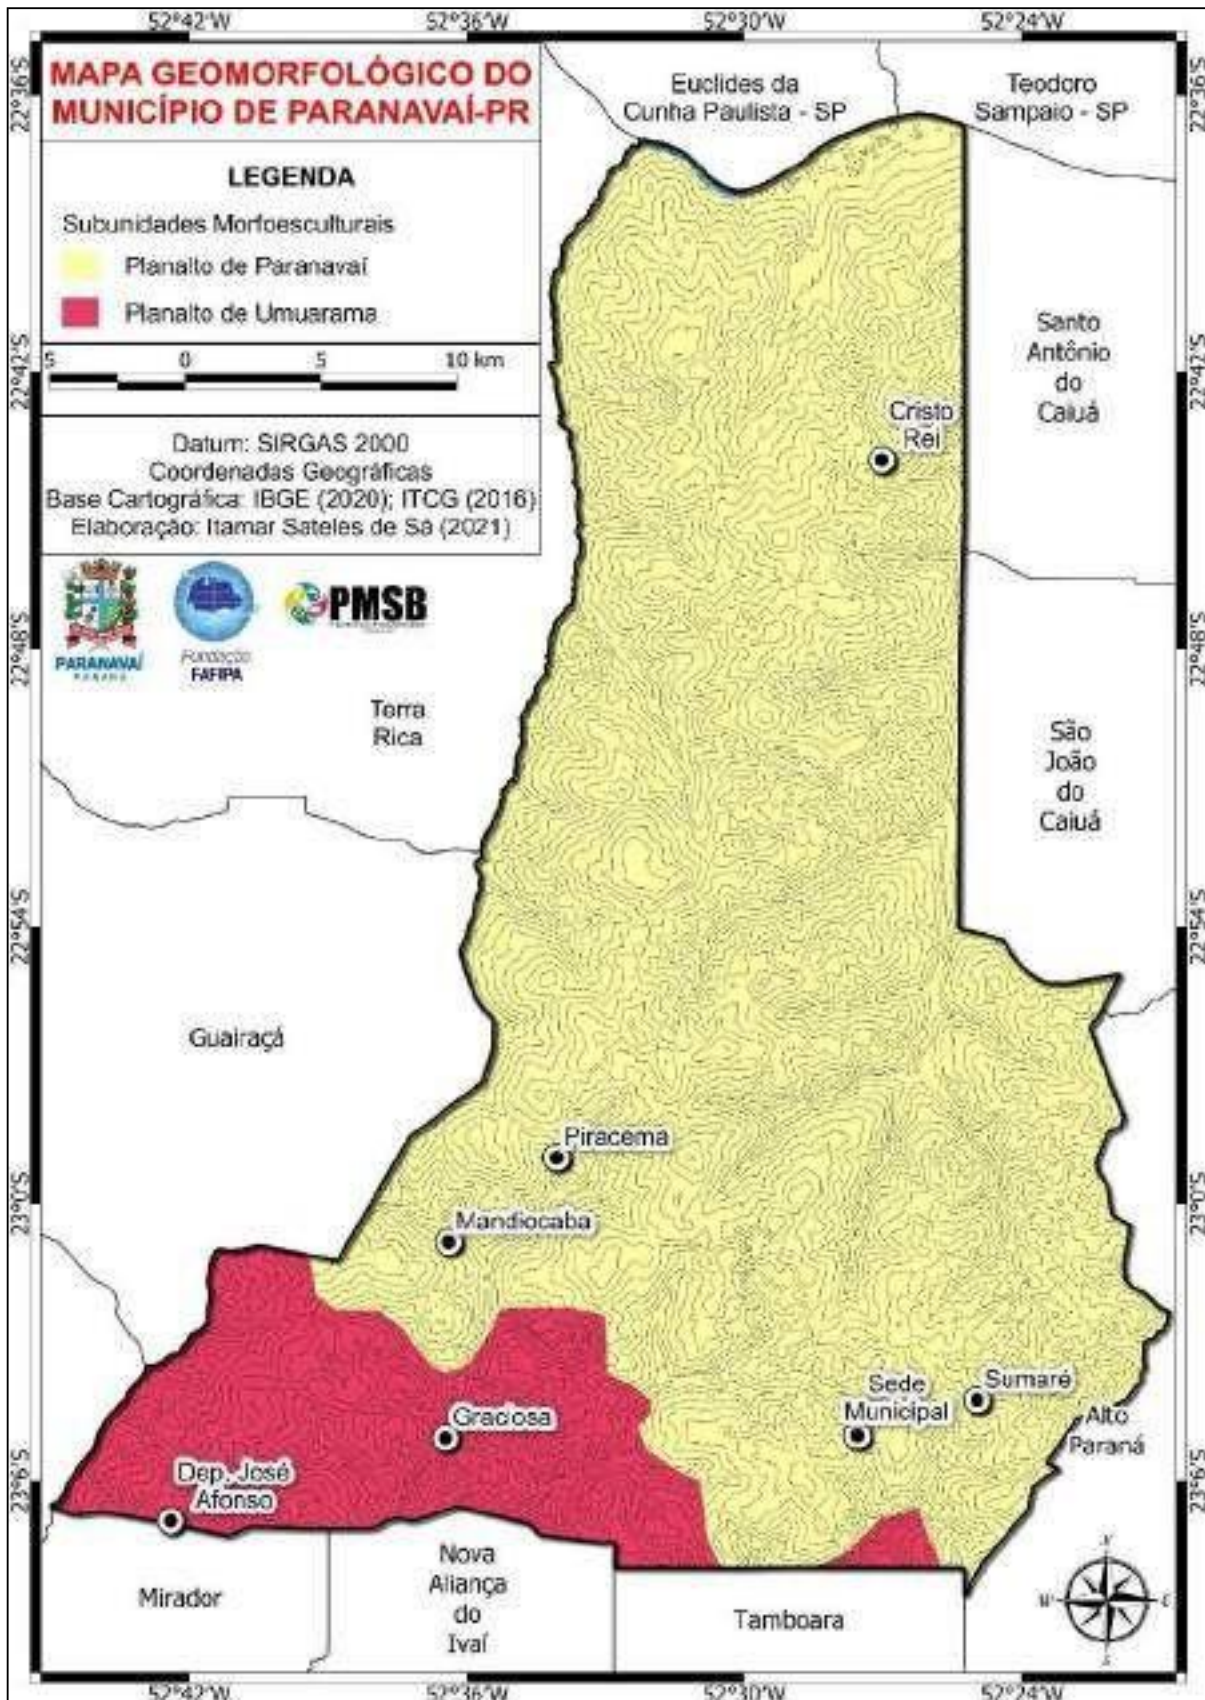 52°42'W 52°36'W 52°30'W 52°24'W
MAPA GEOMORFOLÓGICO DO
MUNICÍPIO DE PARANAVAÍ-PR
LEGENDA
Subunidades Morfoesculturais
Planalto de Paranavaí
Planalto de Umuarama
5 0 5 10 km
Datum: SIRGAS 2000
Coordenadas Geográficas
Base Cartográfica: IBGE (2020); ITCG (2016)
Elaboração: Itamar Sateles de Sá (2021)
PARANAVAÍ
PARANÁ
Fundação
FAFIPA
PMSB
Euclides da
Cunha Paulista - SP
Teodoro
Sampaio - SP
Santo
Antônio
do
Caiuá
Cristo
Rei
Terra
Rica
São
João
do
Caiuá
Guairaçá
Piracema
Mandiocaba
Graciosa
Dep. José
Afonso
Sede
Municipal
Sumaré
Alto
Paraná
Mirador
Nova
Aliança
do
Ivaí
Tamboara
N
W
E
S
22°36'S
22°42'S
22°48'S
22°54'S
23°0'S
23°6'S
22°36'S
22°42'S
22°48'S
22°54'S
23°0'S
23°6'S
52°42'W 52°36'W 52°30'W 52°24'W